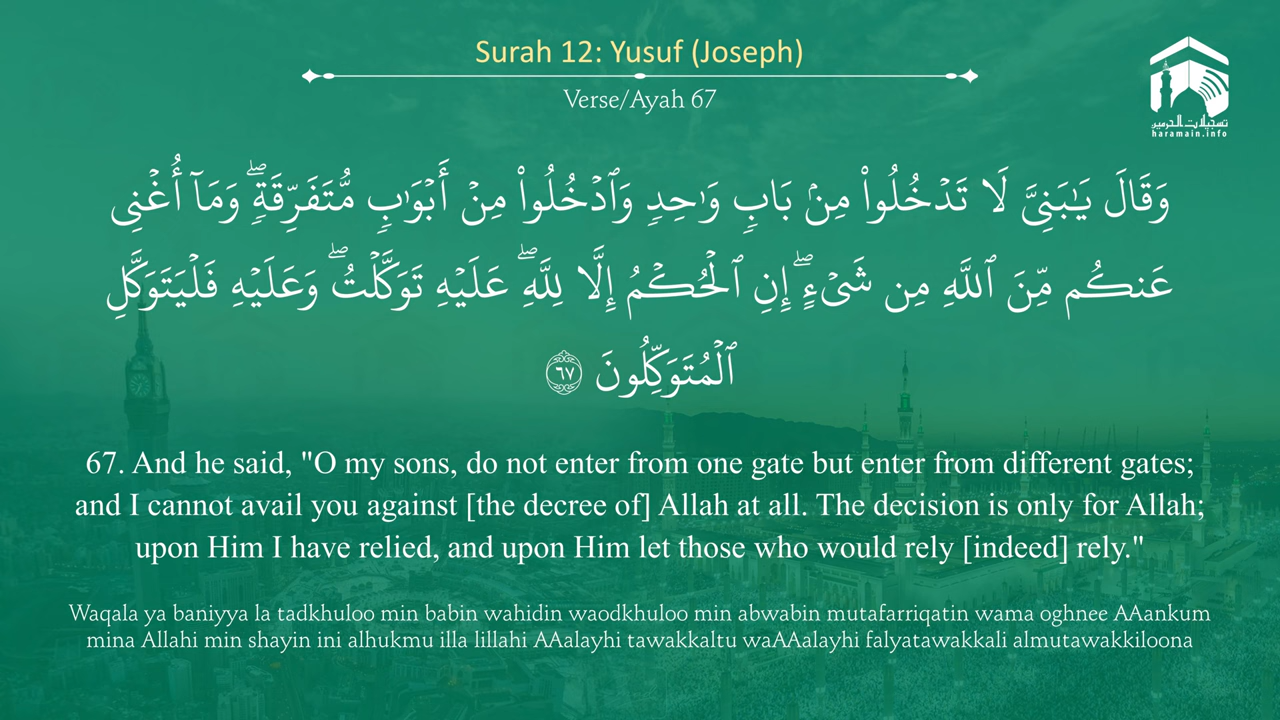 Surah 12: Yusuf (Joseph)
Verse/Ayah 67
تسجيلات الحرمين
haramain.info
وَقَالَ يَـٰبَنِىَّ لَا تَدْخُلُوا۟ مِنۢ بَابٍۢ وَٰحِدٍۢ وَٱدْخُلُوا۟ مِنْ أَبْوَٰبٍۢ مُّتَفَرِّقَةٍۢ ۖ وَمَآ أُغْنِى
عَنكُم مِّنَ ٱللَّهِ مِن شَىْءٍ ۖ إِنِ ٱلْحُكْمُ إِلَّا لِلَّهِ ۖ عَلَيْهِ تَوَكَّلْتُ ۖ وَعَلَيْهِ فَلْيَتَوَكَّلِ
ٱلْمُتَوَكِّلُونَ ٦٧
67. And he said, "O my sons, do not enter from one gate but enter from different gates;
and I cannot avail you against [the decree of] Allah at all. The decision is only for Allah;
upon Him I have relied, and upon Him let those who would rely [indeed] rely."
Waqala ya baniyya la tadkhuloo min babin wahidin waodkhuloo min abwabin mutafarriqatin wama oghnee AAankum
mina Allahi min shayin ini alhukmu illa lillahi AAalayhi tawakkaltu waAAalayhi falyatawakkali almutawakkiloona